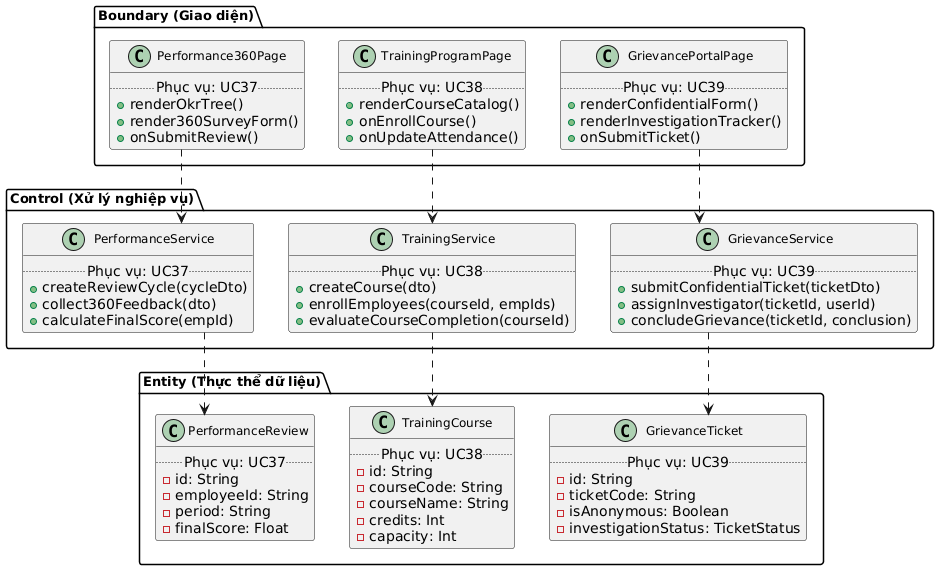 Boundary (Giao diện)
C Performance360Page
Phục vụ: UC37
renderOkrTree()
render360SurveyForm()
onSubmitReview()
C TrainingProgramPage
Phục vụ: UC38
renderCourseCatalog()
onEnrollCourse()
onUpdateAttendance()
C GrievancePortalPage
Phục vụ: UC39
renderConfidentialForm()
renderInvestigationTracker()
onSubmitTicket()
Control (Xử lý nghiệp vụ)
C PerformanceService
Phục vụ: UC37
createReviewCycle(cycleDto)
collect360Feedback(dto)
calculateFinalScore(empId)
C TrainingService
Phục vụ: UC38
createCourse(dto)
enrollEmployees(courseId, empIds)
evaluateCourseCompletion(courseId)
C GrievanceService
Phục vụ: UC39
submitConfidentialTicket(ticketDto)
assignInvestigator(ticketId, userId)
concludeGrievance(ticketId, conclusion)
Entity (Thực thể dữ liệu)
C PerformanceReview
Phục vụ: UC37
id: String
employeeId: String
period: String
finalScore: Float
C TrainingCourse
Phục vụ: UC38
id: String
courseCode: String
courseName: String
credits: Int
capacity: Int
C GrievanceTicket
Phục vụ: UC39
id: String
ticketCode: String
isAnonymous: Boolean
investigationStatus: TicketStatus